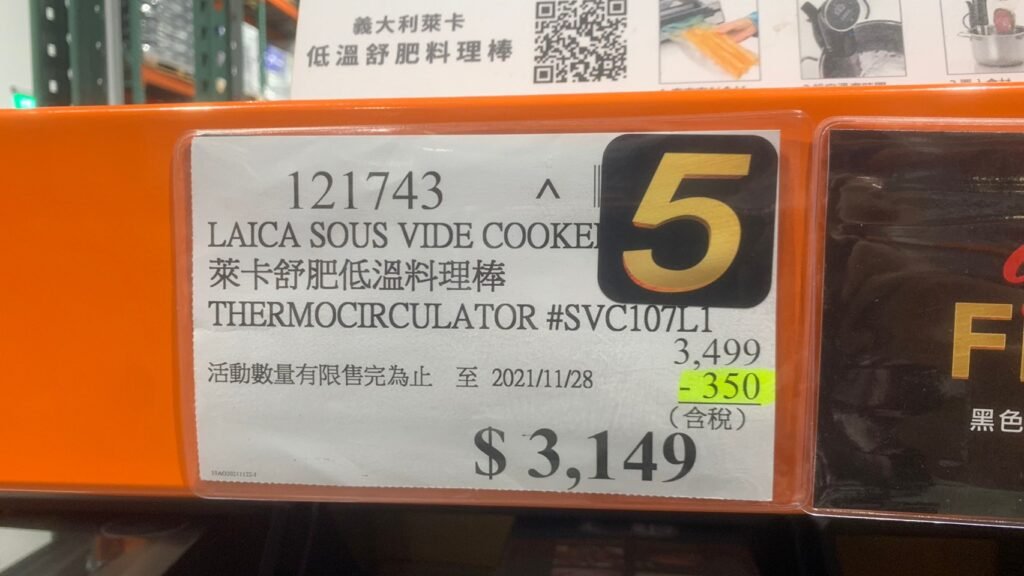 義大利萊卡
低溫舒肥料理棒
121743 ^
5
LAICA SOUS VIDE COOKE
萊卡舒肥低溫料理棒
THERMOCIRCULATOR #SVC107L1
3,499
活動數量有限售完為止 至 2021/11/28
- 350
(含稅)
$ 3,149
F
黑色